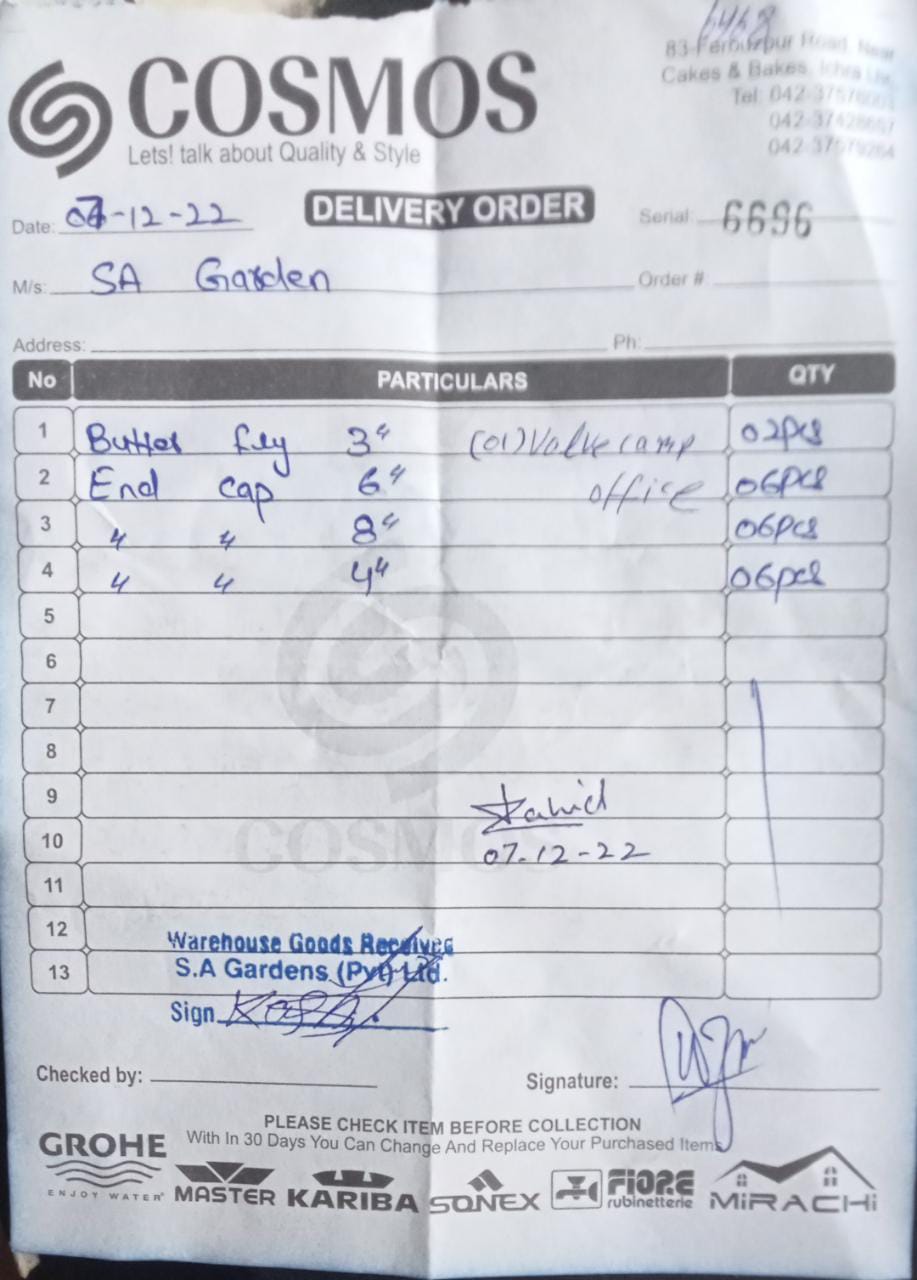 6468
COSMOS
Lets! talk about Quality & Style
83-Ferozpur Road, Near
Cakes & Bakes, Ichra
Tel: 042-37576001
042-37428657
042-37579264
Date: 07-12-22
DELIVERY ORDER
Serial: 6696
M/s: SA Garden
Order #:
Address:
Ph:
No PARTICULARS QTY
1 Butter fly 3" (01) Valve camp 02pcs
2 End cap 6" office 06pcs
3 " " 8" 06pcs
4 " " 4" 06pcs
5
6
7
8
9
10
07-12-22
11
12
Warehouse Goods Received
13
S.A Gardens (Pvt) Ltd.
Sign
Checked by:
Signature:
PLEASE CHECK ITEM BEFORE COLLECTION
With In 30 Days You Can Change And Replace Your Purchased Items
GROHE
ENJOY WATER
MASTER
KARIBA
SONEX
FIORE
rubinetterie
MiRACHi
COSMOS